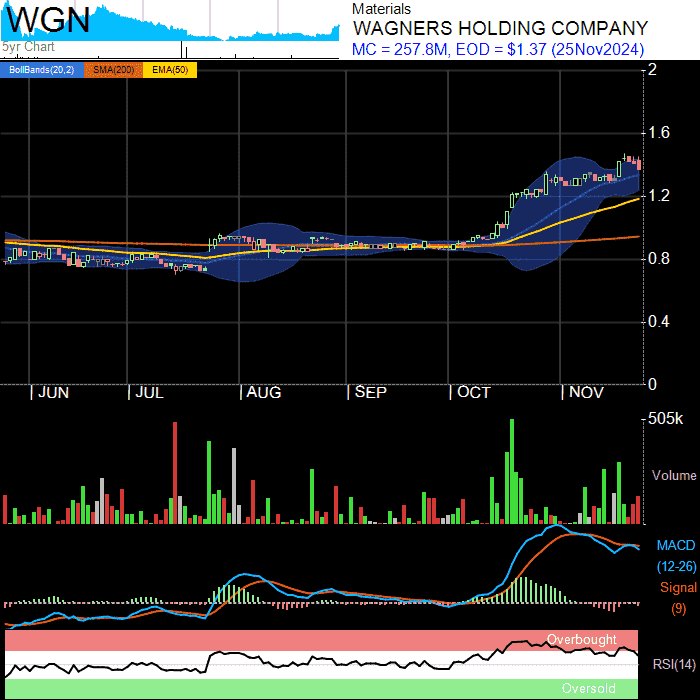 WGN
5yr Chart
Materials
WAGNERS HOLDING COMPANY
MC = 257.8M, EOD = $1.37 (25Nov2024)
BollBands(20,2) SMA(200) EMA(50)
2
1.6
1.2
0.8
0.4
0
JUN JUL AUG SEP OCT NOV
505k
Volume
MACD
(12-26)
Signal
(9)
Overbought
RSI(14)
Oversold